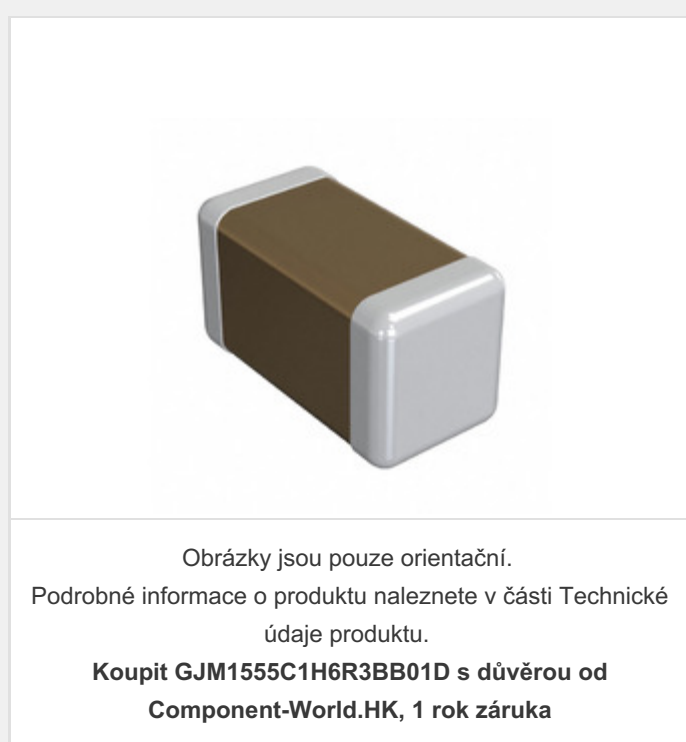 Obrázky jsou pouze orientační.
Podrobné informace o produktu naleznete v části Technické
údaje produktu.
Koupit GJM1555C1H6R3BB01D s důvěrou od
Component-World.HK, 1 rok záruka